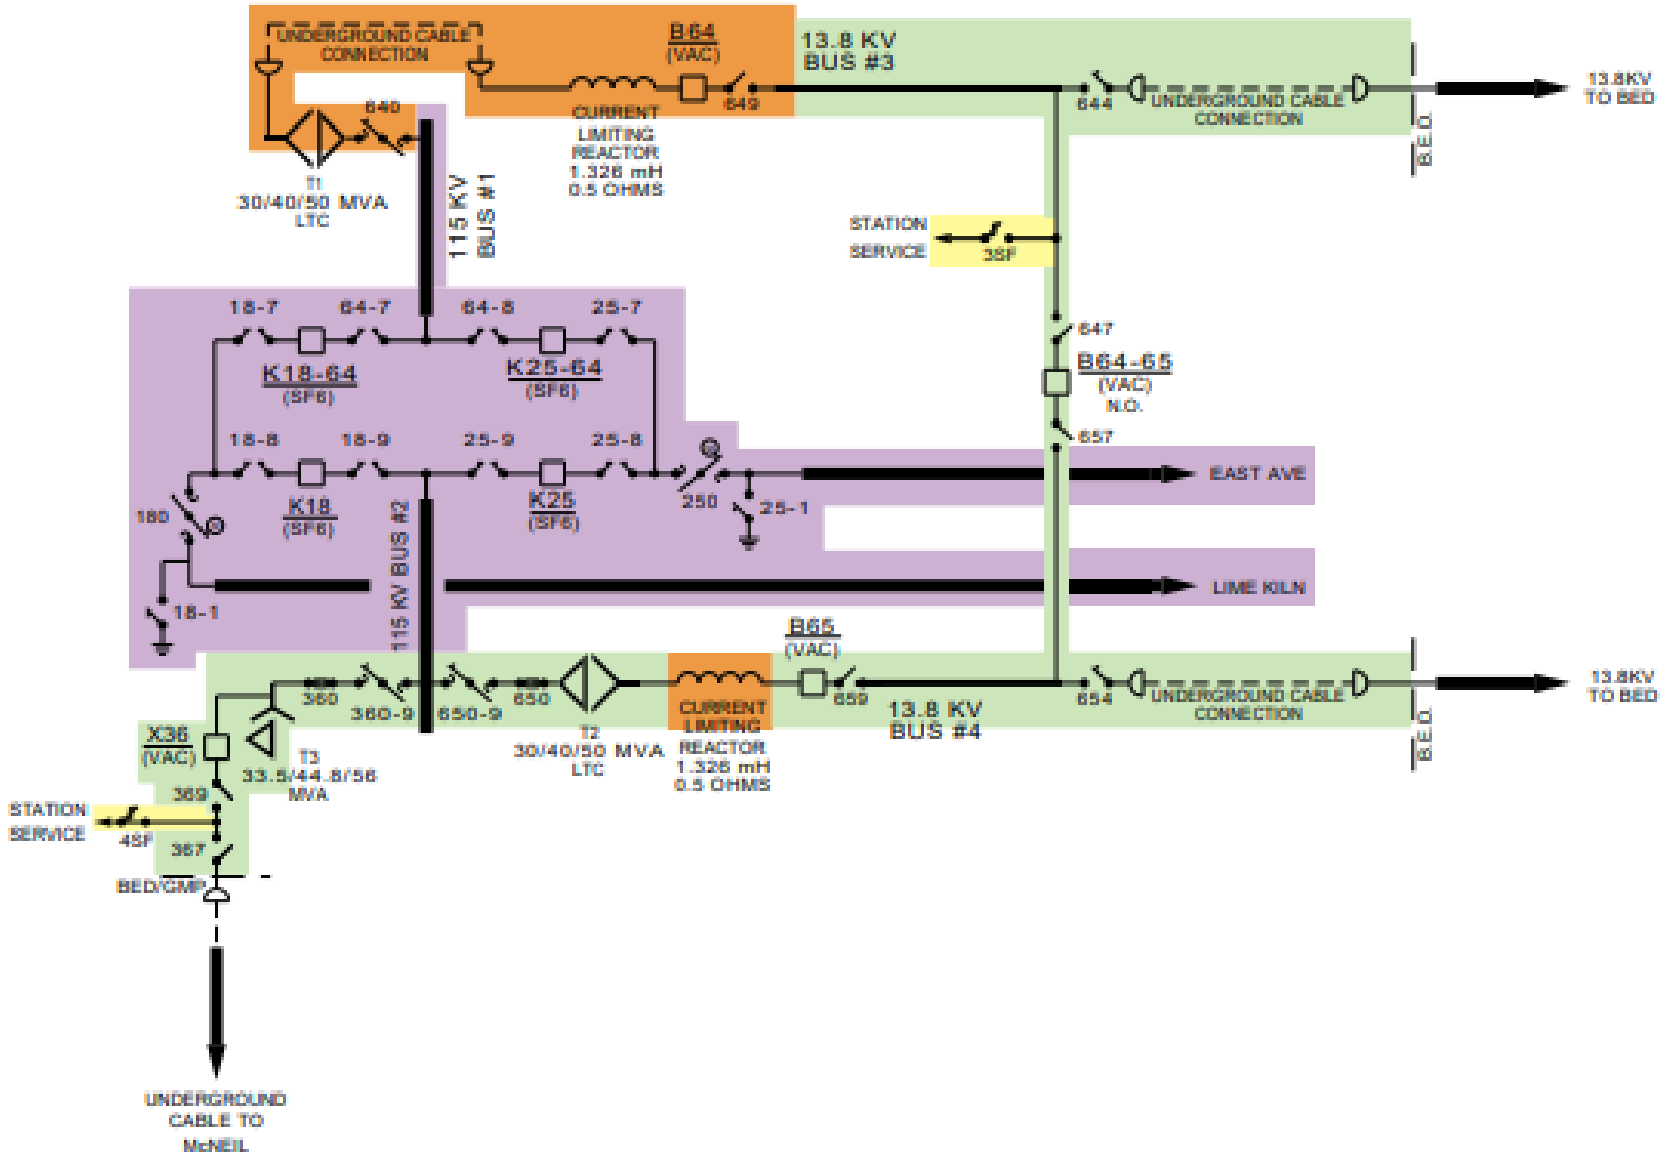 UNDERGROUND CABLE
CONNECTION
B64
(VAC)
13.8 KV
BUS #3
649
644
UNDERGROUND CABLE
CONNECTION
B.E.D.
13.8KV
TO BED
640
CURRENT
LIMITING
REACTOR
1.326 mH
0.5 OHMS
T1
30/40/50 MVA
LTC
115 KV
BUS #1
STATION
SERVICE
3SF
18-7
64-7
64-8
25-7
K18-64
(SF6)
K25-64
(SF6)
647
B64-65
(VAC)
N.O.
657
18-8
18-9
25-9
25-8
K18
(SF6)
K25
(SF6)
180
250
25-1
EAST AVE
115 KV BUS #2
LIME KILN
18-1
B65
(VAC)
360
360-9
650-9
650
T2
30/40/50 MVA
LTC
CURRENT
LIMITING
REACTOR
1.326 mH
0.5 OHMS
659
13.8 KV
BUS #4
654
UNDERGROUND CABLE
CONNECTION
B.E.D.
13.8KV
TO BED
X36
(VAC)
T3
33.5/44.8/56
MVA
369
STATION
SERVICE
4SF
367
BED/GMP
UNDERGROUND
CABLE TO
McNEIL